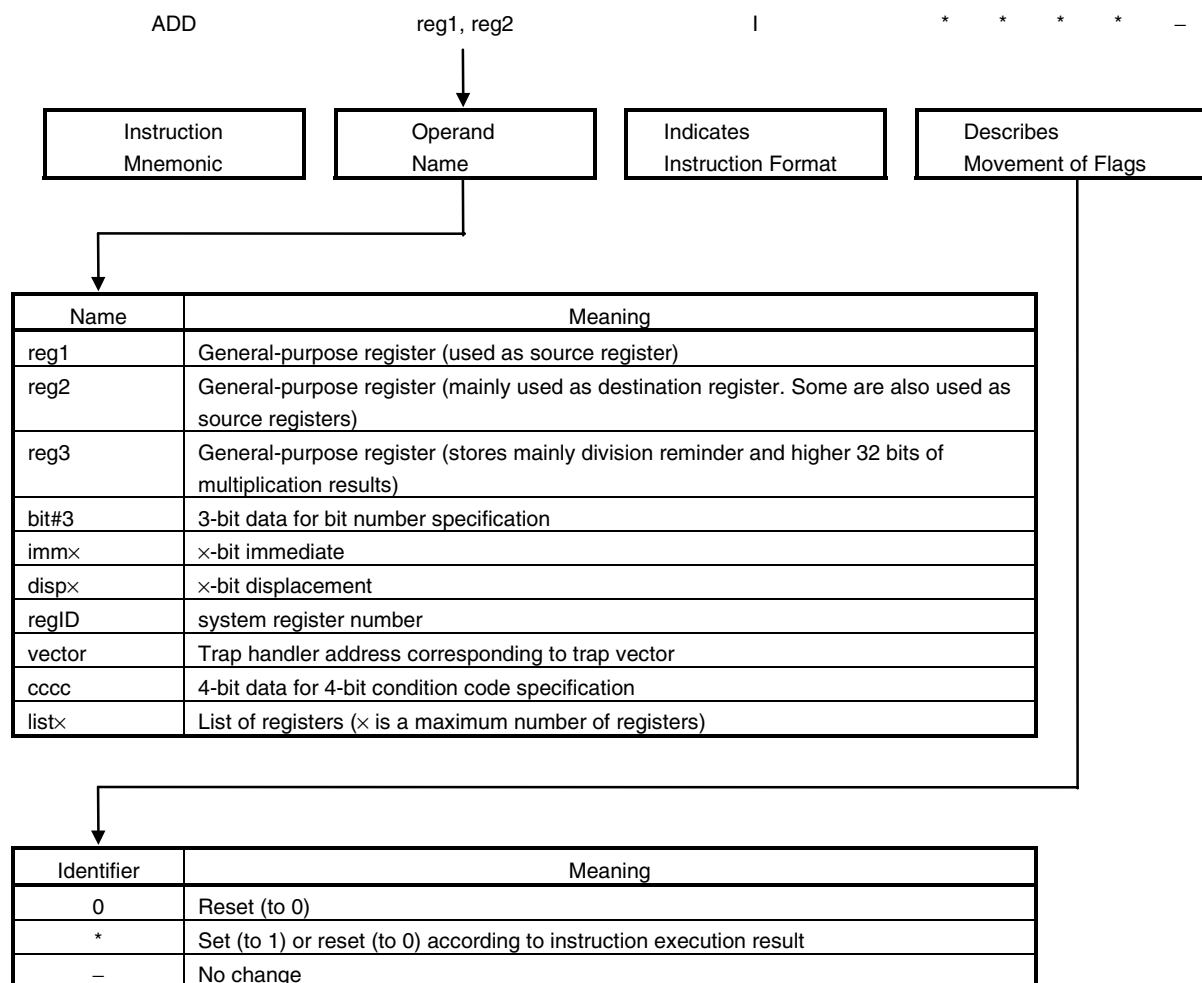 ADD reg1, reg2 I * * * * –
Instruction
Mnemonic
Operand
Name
Indicates
Instruction Format
Describes
Movement of Flags
Name Meaning
reg1 General-purpose register (used as source register)
reg2 General-purpose register (mainly used as destination register. Some are also used as
source registers)
reg3 General-purpose register (stores mainly division reminder and higher 32 bits of
multiplication results)
bit#3 3-bit data for bit number specification
imm× ×-bit immediate
disp× ×-bit displacement
regID system register number
vector Trap handler address corresponding to trap vector
cccc 4-bit data for 4-bit condition code specification
list× List of registers (× is a maximum number of registers)
Identifier Meaning
0 Reset (to 0)
* Set (to 1) or reset (to 0) according to instruction execution result
– No change